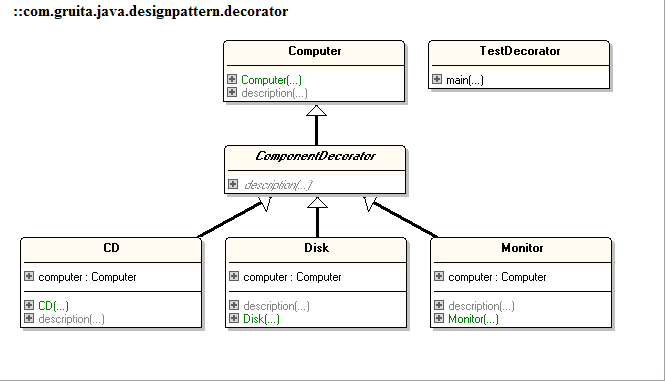 ::com.gruita.java.designpattern.decorator
Computer
Computer(...)
description(...)
TestDecorator
main(...)
ComponentDecorator
description(...)
CD
computer : Computer
CD(...)
description(...)
Disk
computer : Computer
description(...)
Disk(...)
Monitor
computer : Computer
description(...)
Monitor(...)